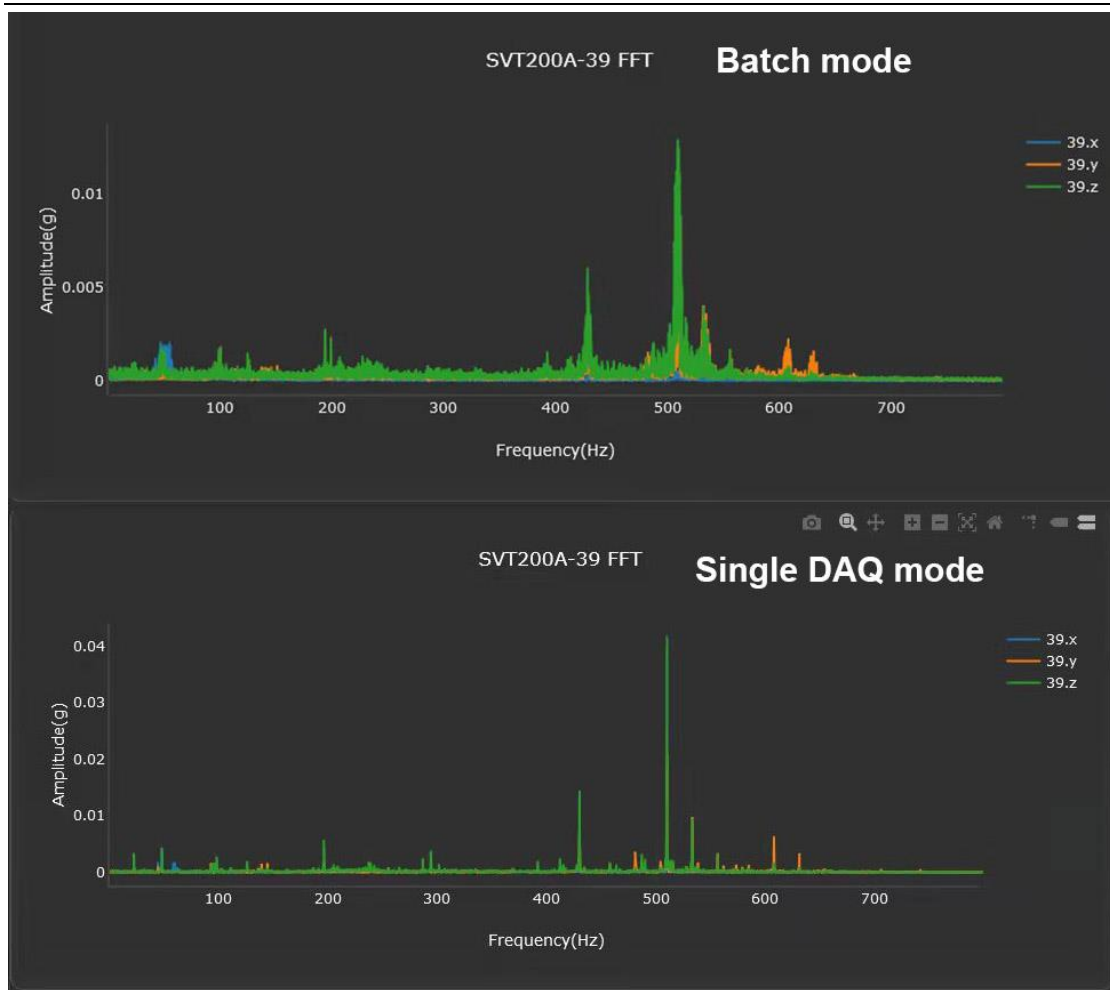 SVT200A-39 FFT Batch mode
39.x
39.y
39.z
Amplitude(g)
0.01
0.005
0
100 200 300 400 500 600 700
Frequency(Hz)
SVT200A-39 FFT Single DAQ mode
39.x
39.y
39.z
Amplitude(g)
0.04
0.03
0.02
0.01
0
100 200 300 400 500 600 700
Frequency(Hz)